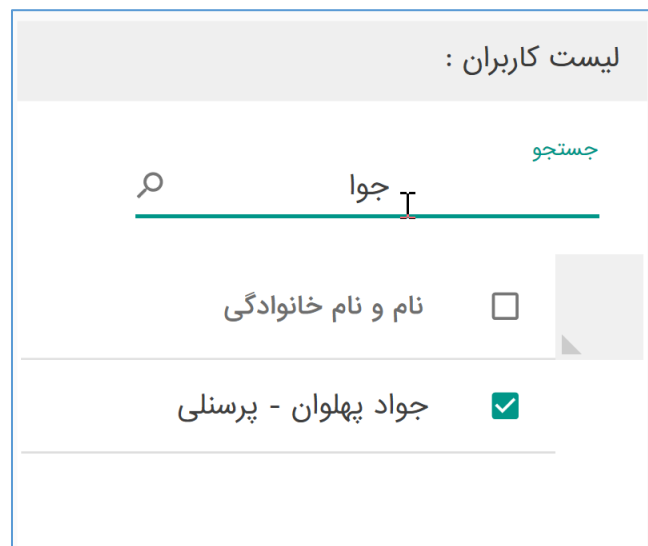 لیست کاربران :
جستجو
جوا
نام و نام خانوادگی
جواد پهلوان - پرسنلی